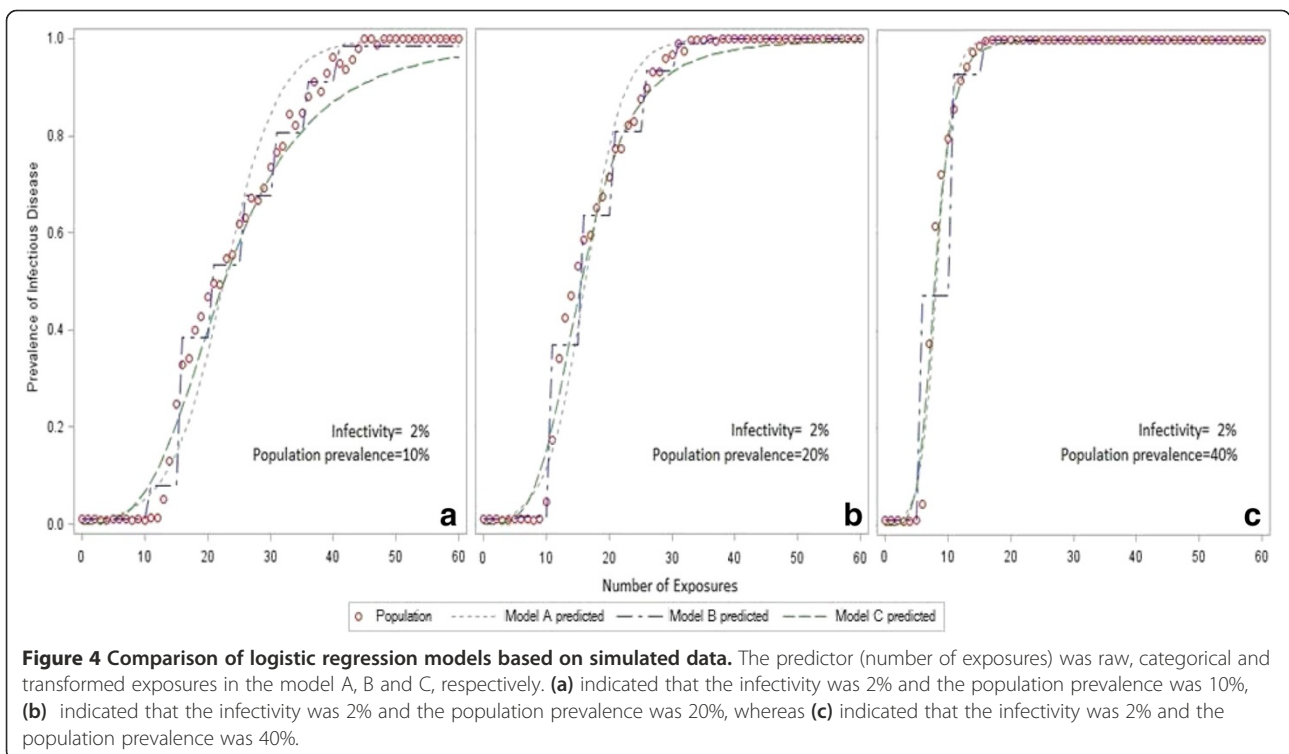 1.0
0.8
0.6
0.4
0.2
0.0
Prevalence of Infectious Disease
Infectivity= 2%
Population prevalence=10%
a
Infectivity= 2%
Population prevalence=20%
b
Infectivity= 2%
Population prevalence=40%
c
0 10 20 30 40 50 60 0 10 20 30 40 50 60 0 10 20 30 40 50 60
Number of Exposures
Population Model A predicted Model B predicted Model C predicted
Figure 4 Comparison of logistic regression models based on simulated data. The predictor (number of exposures) was raw, categorical and
transformed exposures in the model A, B and C, respectively. (a) indicated that the infectivity was 2% and the population prevalence was 10%,
(b) indicated that the infectivity was 2% and the population prevalence was 20%, whereas (c) indicated that the infectivity was 2% and the
population prevalence was 40%.